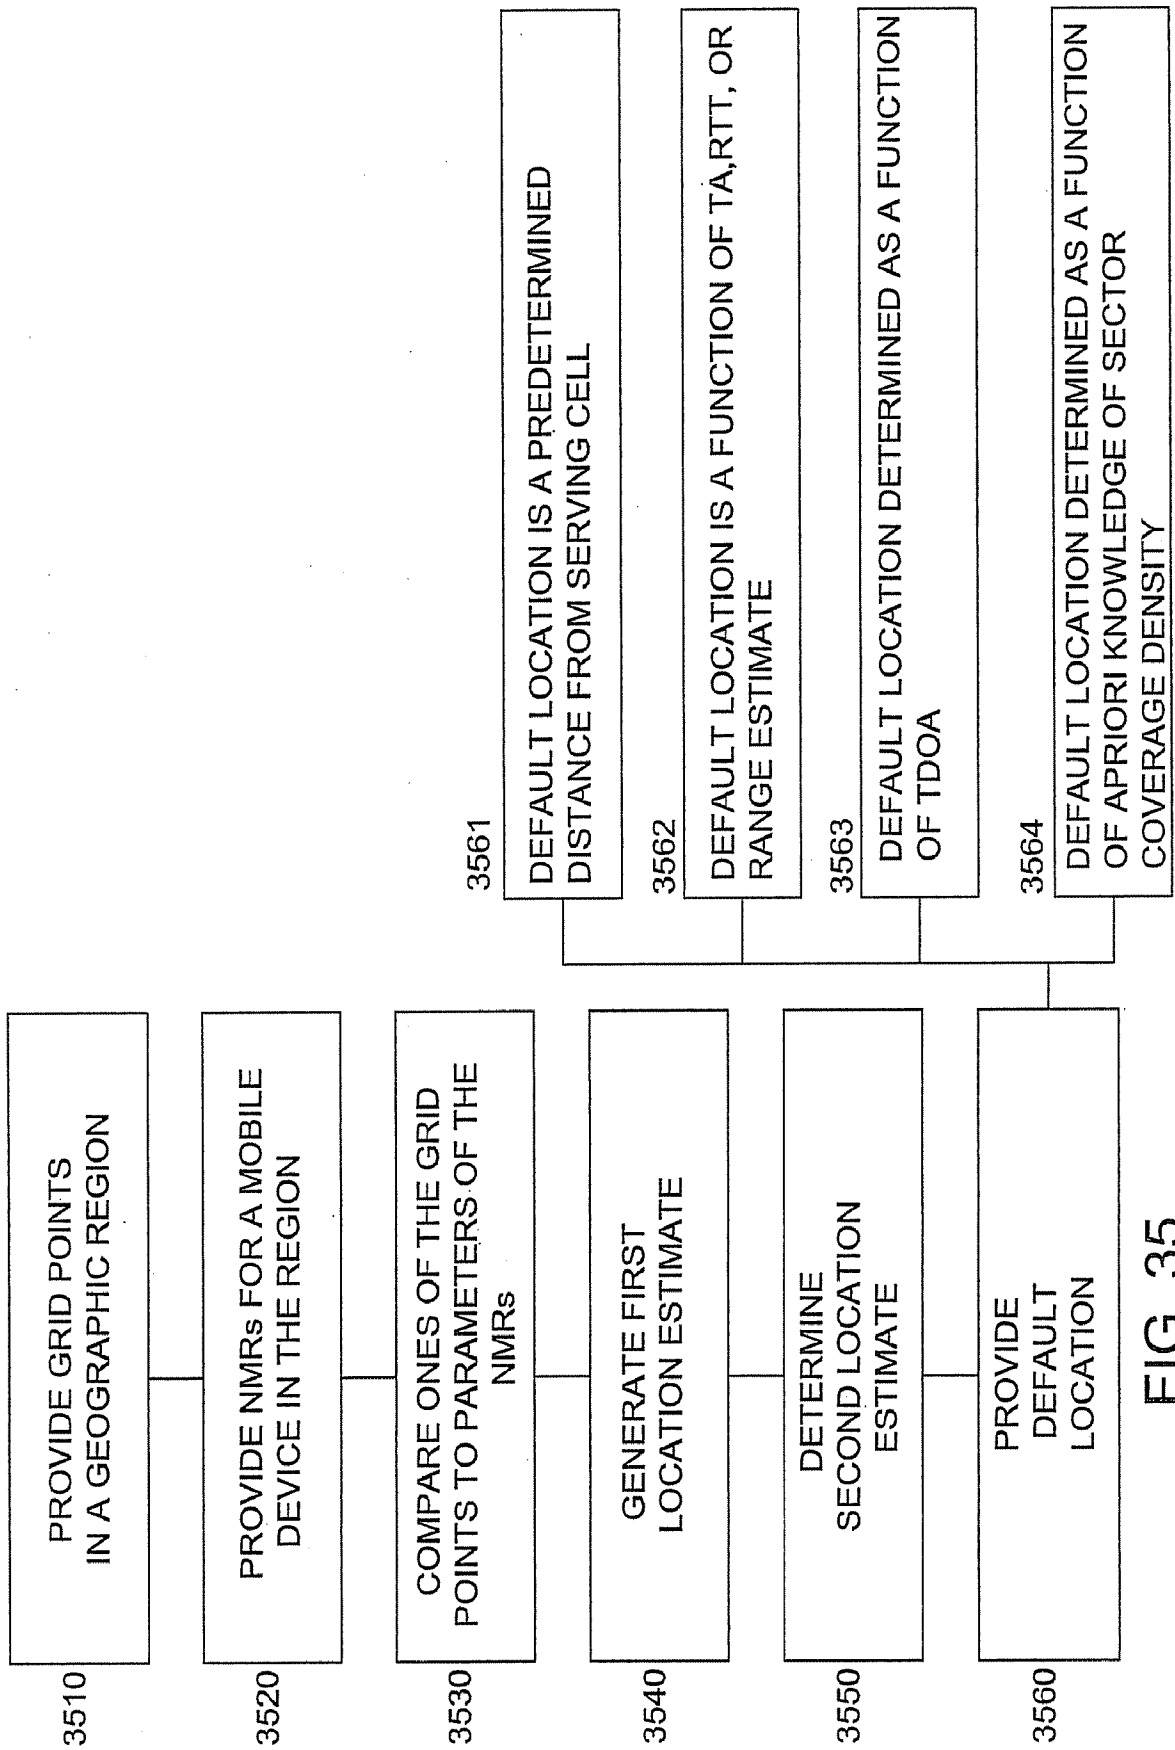 3510
PROVIDE GRID POINTS
IN A GEOGRAPHIC REGION
3520
PROVIDE NMRs FOR A MOBILE
DEVICE IN THE REGION
3530
COMPARE ONES OF THE GRID
POINTS TO PARAMETERS OF THE
NMRs
3540
GENERATE FIRST
LOCATION ESTIMATE
3550
DETERMINE
SECOND LOCATION
ESTIMATE
3560
PROVIDE
DEFAULT
LOCATION
3561
DEFAULT LOCATION IS A PREDETERMINED
DISTANCE FROM SERVING CELL
3562
DEFAULT LOCATION IS A FUNCTION OF TA,RTT, OR
RANGE ESTIMATE
3563
DEFAULT LOCATION DETERMINED AS A FUNCTION
OF TDOA
3564
DEFAULT LOCATION DETERMINED AS A FUNCTION
OF APRIORI KNOWLEDGE OF SECTOR
COVERAGE DENSITY
FIG. 35